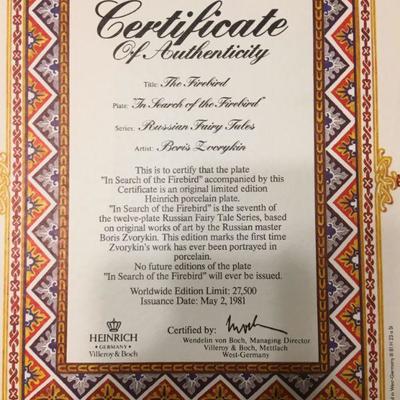 Certificate
Of Authenticity
Title: The Firebird
Plate: "In Search of the Firebird"
Series: Russian Fairy Tales
Artist: Boris Zvorykin
This is to certify that the plate
"In Search of the Firebird" accompanied by this
Certificate is an original limited edition
Heinrich porcelain plate.
"In Search of the Firebird" is the seventh of
the twelve-plate Russian Fairy Tale Series, based
on original works of art by the Russian master
Boris Zvorykin. This edition marks the first time
Zvorykin's work has ever been portrayed in
porcelain.
No future editions of the plate
"In Search of the Firebird" will ever be issued.
Worldwide Edition Limit: 27,500
Issuance Date: May 2, 1981
HEINRICH
GERMANY
Villeroy & Boch
Certified by:
Wendelin von Boch, Managing Director
Villeroy & Boch, Mettlach
West-Germany
in West-Germany